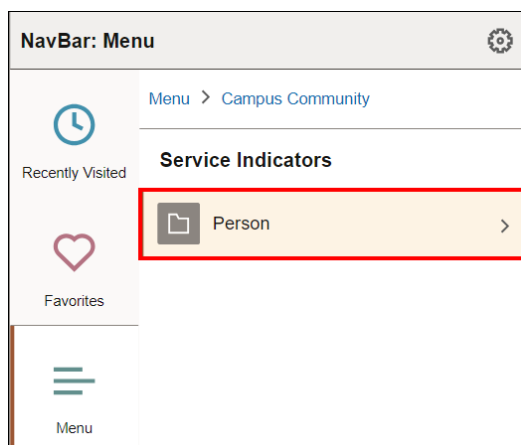 NavBar: Menu
Menu > Campus Community
Recently Visited
Service Indicators
Person
Favorites
Menu